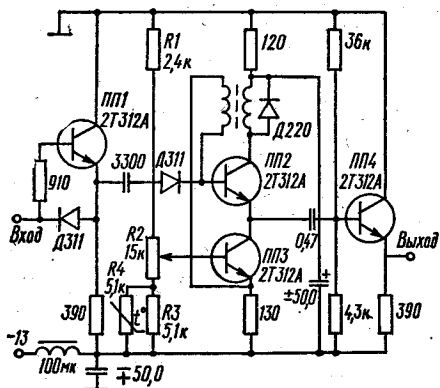 R1
2,4к
120
36к
ПП1
2Т312А
Д220
3300
Д311
ПП2
2Т312А
ПП4
2Т312А
910
Вход
Д311
0,47
Выход
R2
15к
ПП3
2Т312А
R4
5,1к
t°
R3
5,1к
390
130
±50,0
4,3к
390
-13
100мк
∓50,0